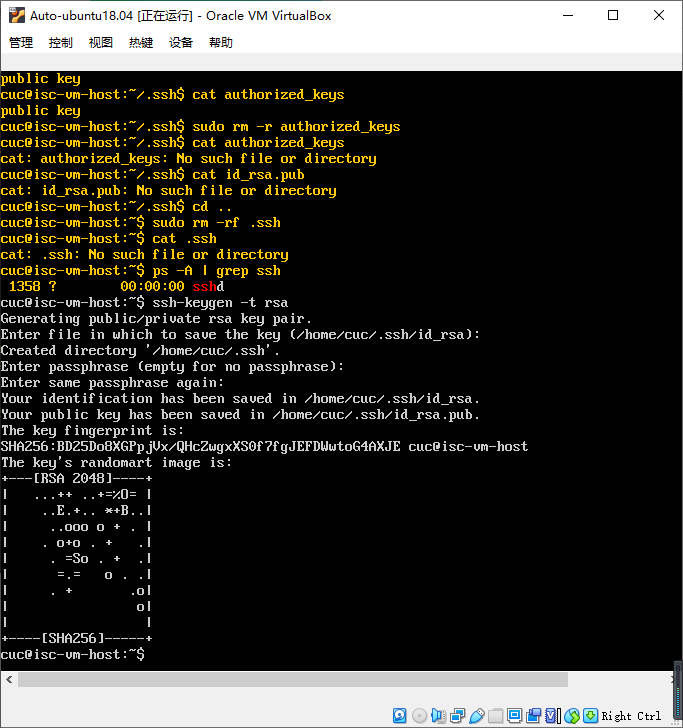 Auto-ubuntu18.04 [正在运行] - Oracle VM VirtualBox
管理 控制 视图 热键 设备 帮助
public key
cuc@isc-vm-host:~/.ssh$ cat authorized_keys
public key
cuc@isc-vm-host:~/.ssh$ sudo rm -r authorized_keys
cuc@isc-vm-host:~/.ssh$ cat authorized_keys
cat: authorized_keys: No such file or directory
cuc@isc-vm-host:~/.ssh$ cat id_rsa.pub
cat: id_rsa.pub: No such file or directory
cuc@isc-vm-host:~/.ssh$ cd ..
cuc@isc-vm-host:~$ sudo rm -rf .ssh
cuc@isc-vm-host:~$ cat .ssh
cat: .ssh: No such file or directory
cuc@isc-vm-host:~$ ps -A | grep ssh
 1358 ?        00:00:00 sshd
cuc@isc-vm-host:~$ ssh-keygen -t rsa
Generating public/private rsa key pair.
Enter file in which to save the key (/home/cuc/.ssh/id_rsa):
Created directory '/home/cuc/.ssh'.
Enter passphrase (empty for no passphrase):
Enter same passphrase again:
Your identification has been saved in /home/cuc/.ssh/id_rsa.
Your public key has been saved in /home/cuc/.ssh/id_rsa.pub.
The key fingerprint is:
SHA256:BD25Do8XGPpjVx/QHcZwgxXS0f7fgJEFDWwtoG4AXJE cuc@isc-vm-host
The key's randomart image is:
+---[RSA 2048]----+
|   ...++ ..+=%O= |
|    ..E.+.. *+B..|
|     ..ooo o + . |
|    . o+o . +   .|
|     . =So . +  .|
|      =.=   o . .|
|     . +       .o|
|                o|
|                 |
+----[SHA256]-----+
cuc@isc-vm-host:~$
Right Ctrl